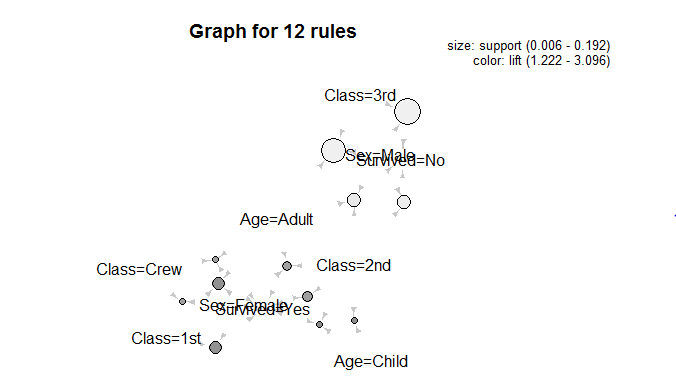 Graph for 12 rules
size: support (0.006 - 0.192)
color: lift (1.222 - 3.096)
Class=3rd
Sex=Male
Survived=No
Age=Adult
Class=Crew
Class=2nd
Sex=Female
Survived=Yes
Class=1st
Age=Child